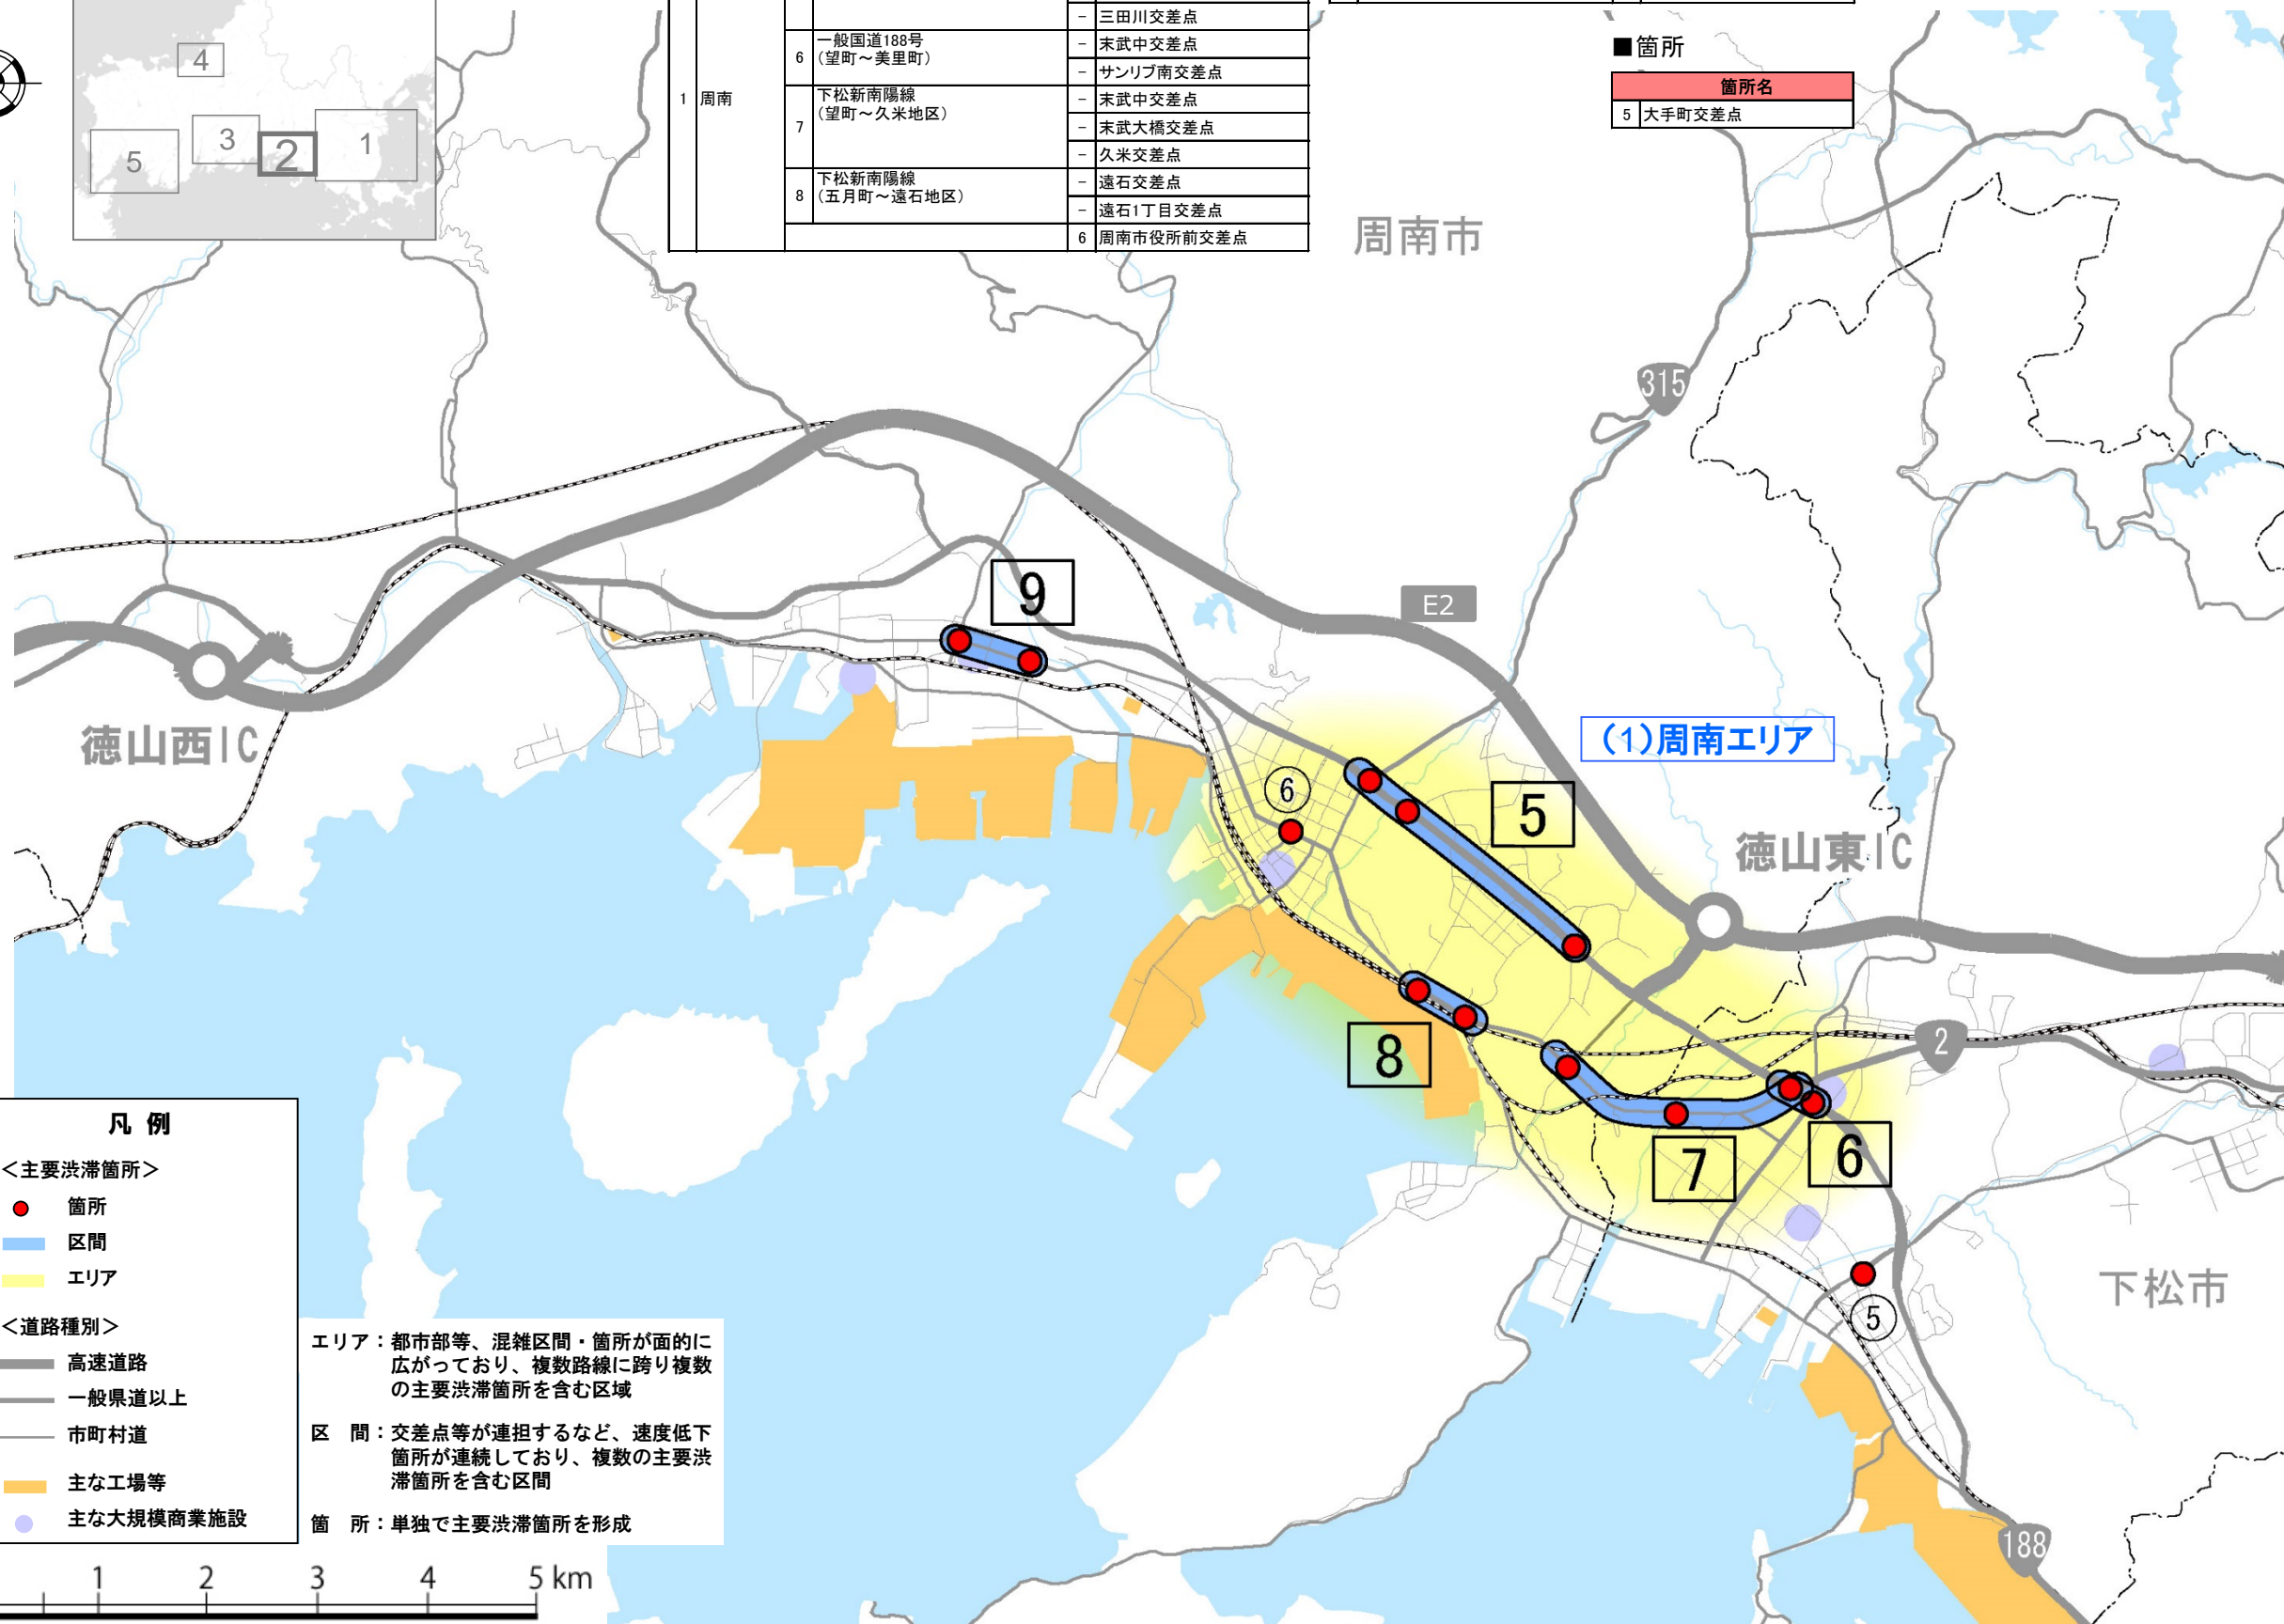 4
3
2
1
5
1 周南
- 三田川交差点
6 一般国道188号
(望町～美里町)
- 末武中交差点
- サンリブ南交差点
7 下松新南陽線
(望町～久米地区)
- 末武中交差点
- 末武大橋交差点
- 久米交差点
8 下松新南陽線
(五月町～遠石地区)
- 遠石交差点
- 遠石1丁目交差点
6 周南市役所前交差点
■箇所
箇所名
5 大手町交差点
周南市
315
9
E2
徳山西IC
(1)周南エリア
6
5
徳山東IC
2
8
7
6
5
下松市
188
凡 例
＜主要渋滞箇所＞
箇所
区間
エリア
＜道路種別＞
高速道路
一般県道以上
市町村道
主な工場等
主な大規模商業施設
エリア：都市部等、混雑区間・箇所が面的に
広がっており、複数路線に跨り複数
の主要渋滞箇所を含む区域
区　間：交差点等が連担するなど、速度低下
箇所が連続しており、複数の主要渋
滞箇所を含む区間
箇　所：単独で主要渋滞箇所を形成
1 2 3 4 5 km